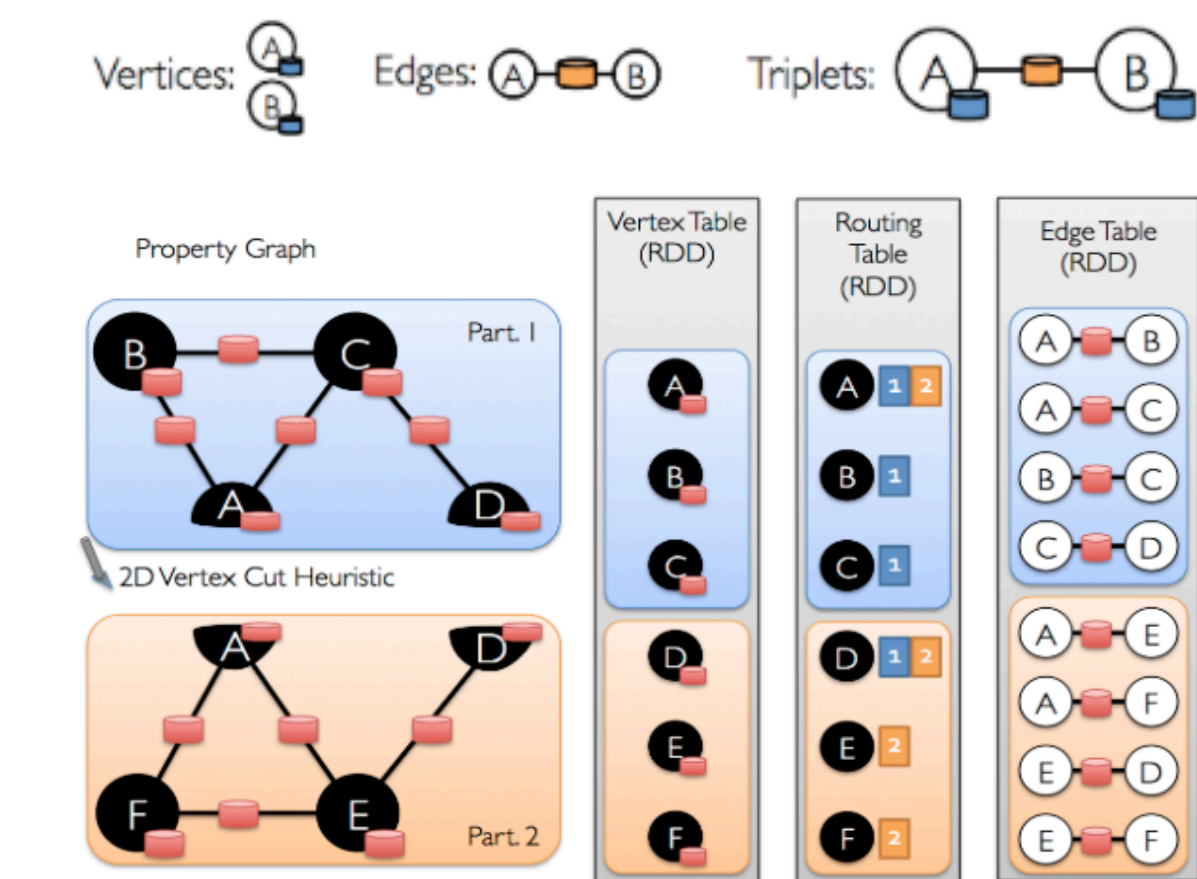 Vertices: A
B
Edges: A B
Triplets: A B
Property Graph
Part. 1
B C
A D
2D Vertex Cut Heuristic
A D
F E
Part. 2
Vertex Table
(RDD)
A
B
C
D
E
F
Routing
Table
(RDD)
A 1 2
B 1
C 1
D 1 2
E 2
F 2
Edge Table
(RDD)
A B
A C
B C
C D
A E
A F
E D
E F